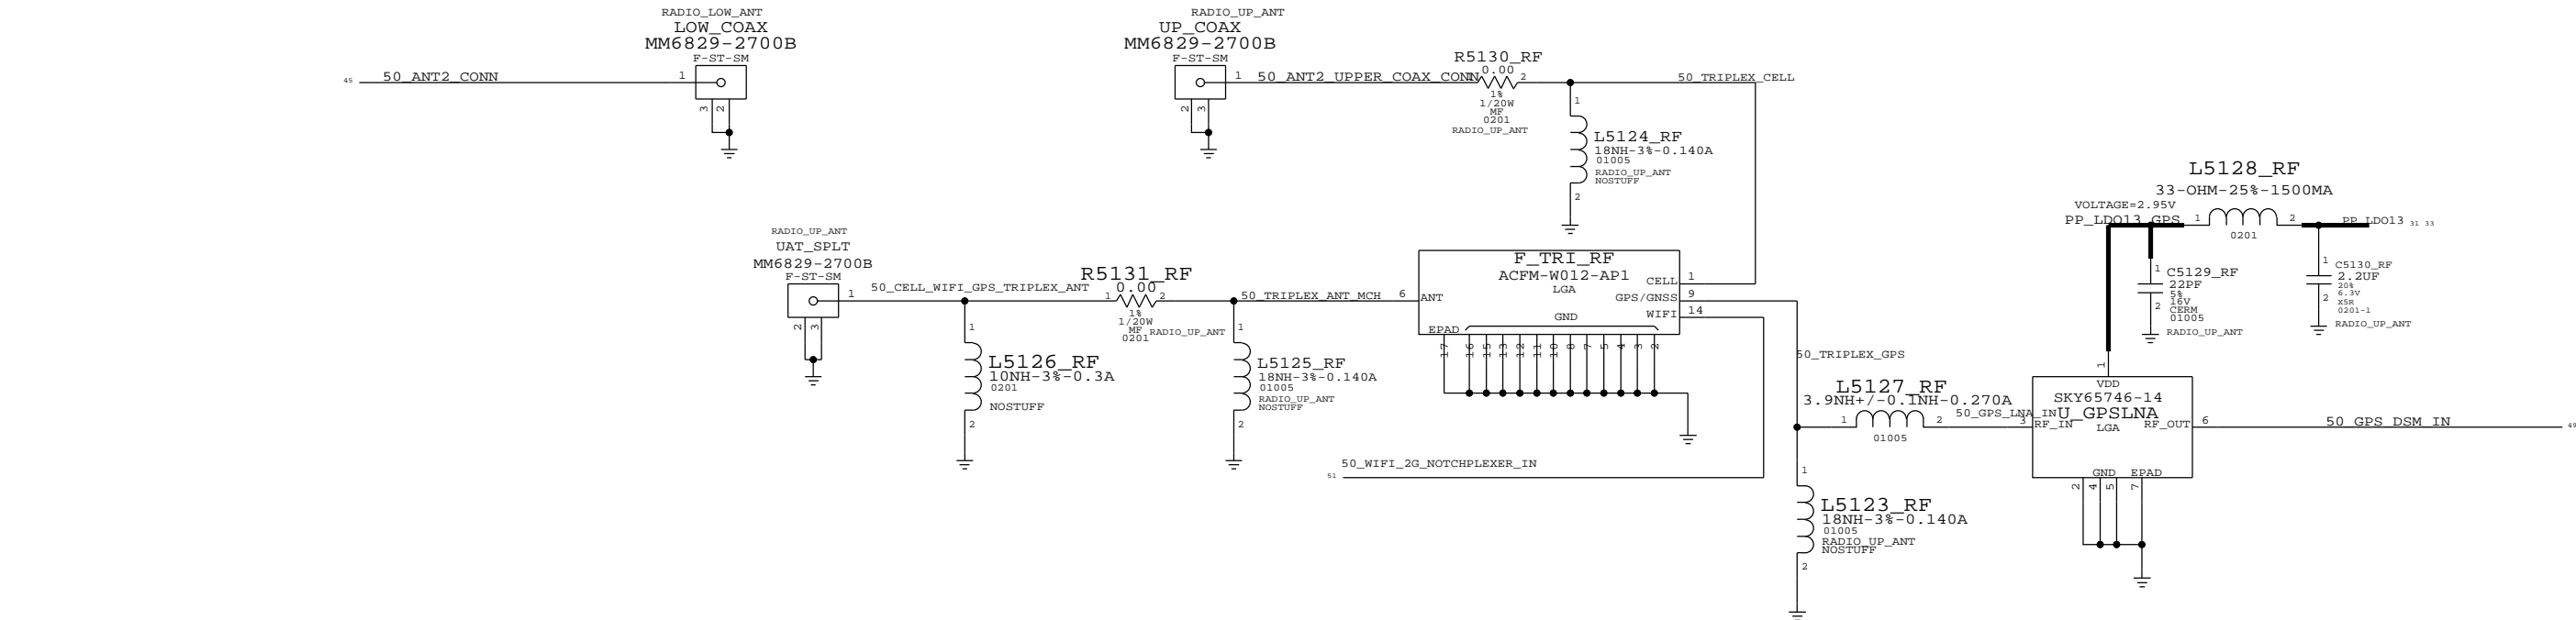 RADIO_LOW_ANT
LOW_COAX
MM6829-2700B
F-ST-SM
45
50_ANT2_CONN
1
3
2
RADIO_UP_ANT
UP_COAX
MM6829-2700B
F-ST-SM
1
2
3
50_ANT2_UPPER_COAX_CONN
R5130_RF
0.00
2
1%
1/20W
MF
0201
RADIO_UP_ANT
50_TRIPLEX_CELL
1
L5124_RF
18NH-3%-0.140A
01005
RADIO_UP_ANT
NOSTUFF
2
L5128_RF
33-OHM-25%-1500MA
VOLTAGE=2.95V
PP_LDO13_GPS
1
2
0201
PP_LDO13
31 33
1
C5129_RF
22PF
5%
16V
CERM
01005
2
RADIO_UP_ANT
1
C5130_RF
2.2UF
20%
6.3V
X5R
0201-1
2
RADIO_UP_ANT
RADIO_UP_ANT
UAT_SPLT
MM6829-2700B
F-ST-SM
1
2
3
50_CELL_WIFI_GPS_TRIPLEX_ANT
R5131_RF
0.00
1
2
1%
1/20W
MF
0201
RADIO_UP_ANT
50_TRIPLEX_ANT_MCH
6
1
L5126_RF
10NH-3%-0.3A
0201
NOSTUFF
2
1
L5125_RF
18NH-3%-0.140A
01005
RADIO_UP_ANT
NOSTUFF
2
F_TRI_RF
ACFM-W012-AP1
LGA
ANT
CELL
1
GPS/GNSS
9
WIFI
14
GND
EPAD
17
16
15
13
12
11
10
8
7
5
4
3
2
50_WIFI_2G_NOTCHPLEXER_IN
51
50_TRIPLEX_GPS
L5127_RF
3.9NH+/-0.1NH-0.270A
1
2
01005
50_GPS_LNA_IN
3
1
VDD
SKY65746-14
U_GPSLNA
LGA
RF_IN
RF_OUT
6
GND
EPAD
2
4
5
7
50_GPS_DSM_IN
49
1
L5123_RF
18NH-3%-0.140A
01005
RADIO_UP_ANT
NOSTUFF
2